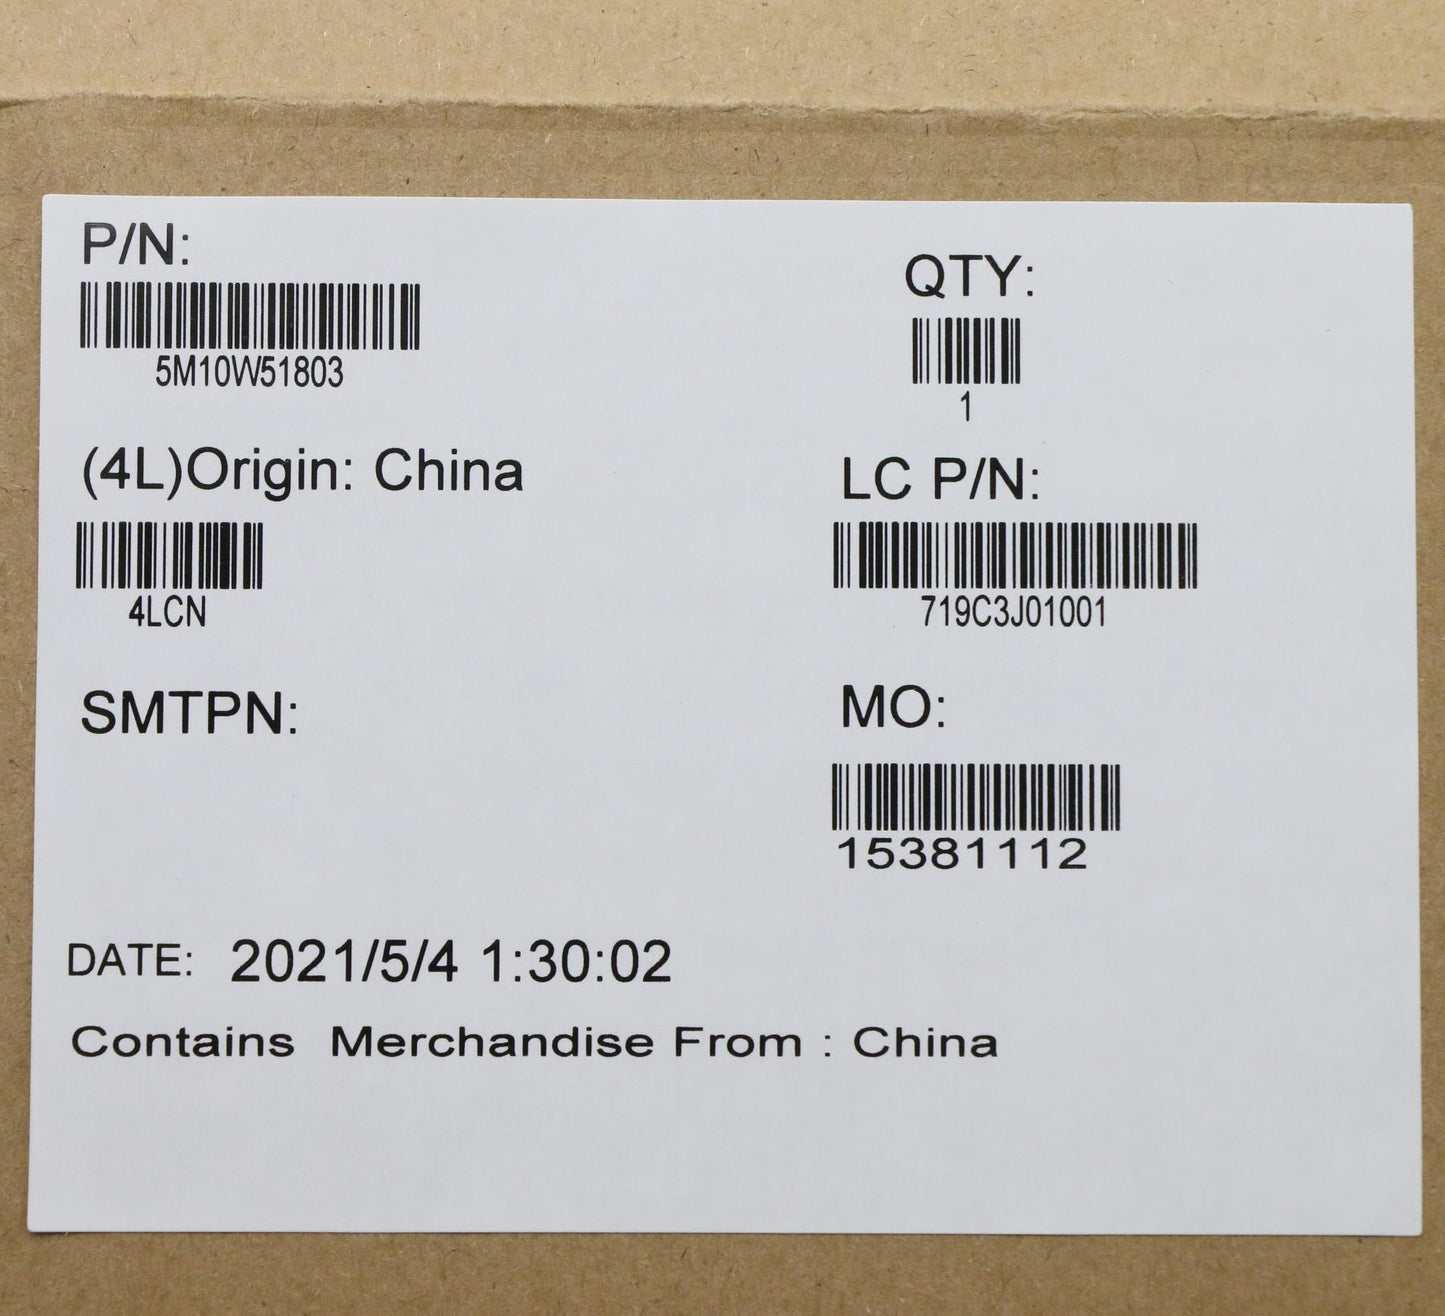 P/N:
5M10W51803
QTY:
1
(4L)Origin: China
4LCN
LC P/N:
719C3J01001
SMTPN:
MO:
15381112
DATE: 2021/5/4 1:30:02
Contains Merchandise From : China